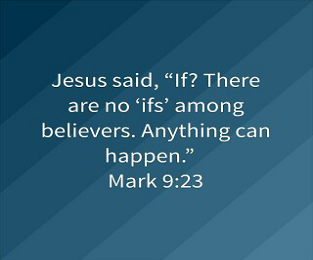 Jesus said, “If? There
are no ‘ifs’ among
believers. Anything can
happen.”
Mark 9:23